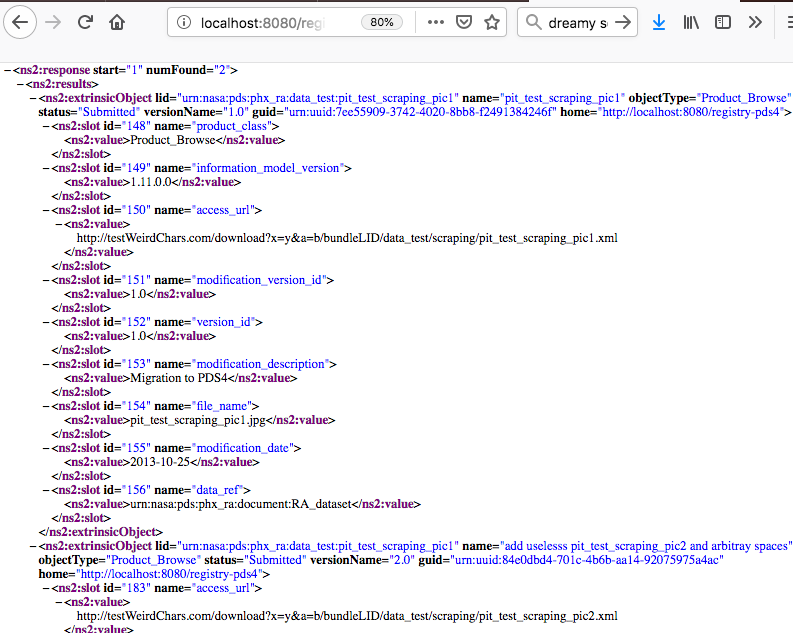 localhost:8080/regi
80%
dreamy s
−<ns2:response start="1" numFound="2">
−<ns2:results>
−<ns2:extrinsicObject lid="urn:nasa:pds:phx_ra:data_test:pit_test_scraping_pic1" name="pit_test_scraping_pic1" objectType="Product_Browse"
status="Submitted" versionName="1.0" guid="urn:uuid:7ee55909-3742-4020-8bb8-f2491384246f" home="http://localhost:8080/registry-pds4">
−<ns2:slot id="148" name="product_class">
<ns2:value>Product_Browse</ns2:value>
</ns2:slot>
−<ns2:slot id="149" name="information_model_version">
<ns2:value>1.11.0.0</ns2:value>
</ns2:slot>
−<ns2:slot id="150" name="access_url">
−<ns2:value>
http://testWeirdChars.com/download?x=y&a=b/bundleLID/data_test/scraping/pit_test_scraping_pic1.xml
</ns2:value>
</ns2:slot>
−<ns2:slot id="151" name="modification_version_id">
<ns2:value>1.0</ns2:value>
</ns2:slot>
−<ns2:slot id="152" name="version_id">
<ns2:value>1.0</ns2:value>
</ns2:slot>
−<ns2:slot id="153" name="modification_description">
<ns2:value>Migration to PDS4</ns2:value>
</ns2:slot>
−<ns2:slot id="154" name="file_name">
<ns2:value>pit_test_scraping_pic1.jpg</ns2:value>
</ns2:slot>
−<ns2:slot id="155" name="modification_date">
<ns2:value>2013-10-25</ns2:value>
</ns2:slot>
−<ns2:slot id="156" name="data_ref">
<ns2:value>urn:nasa:pds:phx_ra:document:RA_dataset</ns2:value>
</ns2:slot>
</ns2:extrinsicObject>
−<ns2:extrinsicObject lid="urn:nasa:pds:phx_ra:data_test:pit_test_scraping_pic1" name="add uselesss pit_test_scraping_pic2 and arbitray spaces"
objectType="Product_Browse" status="Submitted" versionName="2.0" guid="urn:uuid:84e0dbd4-701c-4b6b-aa14-92075975a4ac"
home="http://localhost:8080/registry-pds4">
−<ns2:slot id="183" name="access_url">
−<ns2:value>
http://testWeirdChars.com/download?x=y&a=b/bundleLID/data_test/scraping/pit_test_scraping_pic2.xml
</ns2:value>